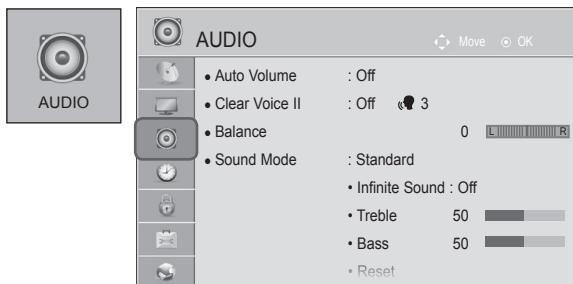 AUDIO
AUDIO
Move
OK
• Auto Volume : Off
• Clear Voice II : Off 3
• Balance 0 L R
• Sound Mode : Standard
• Infinite Sound : Off
• Treble 50
• Bass 50
• Reset